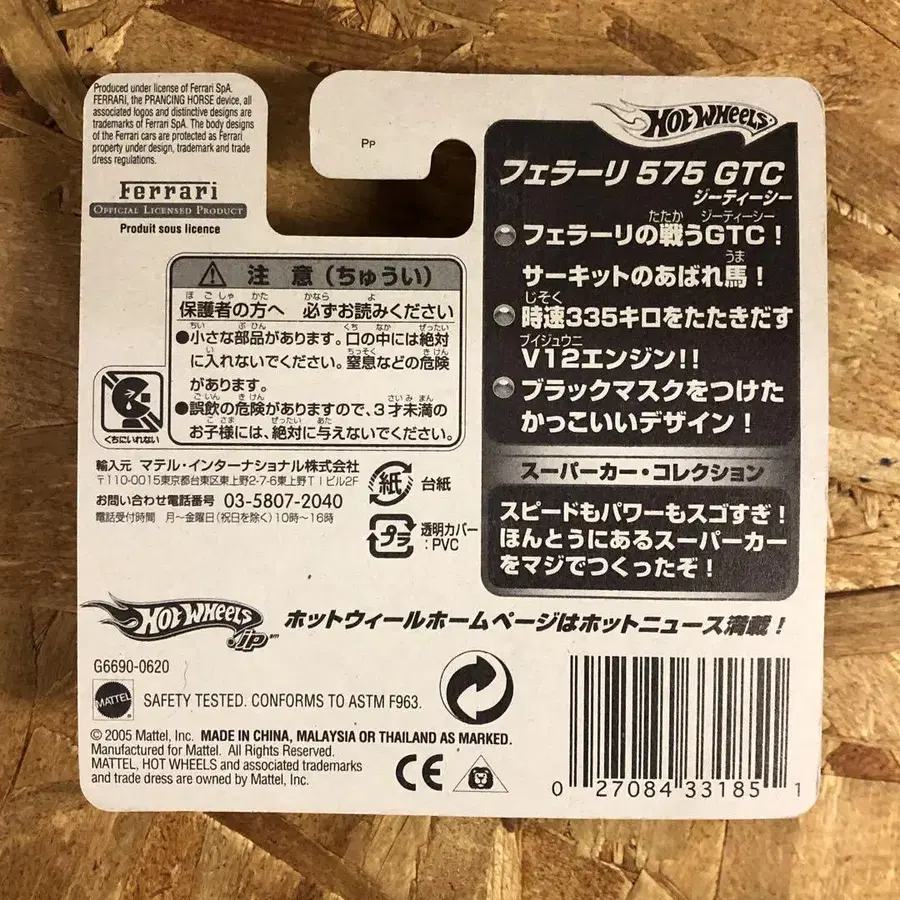 Produced under license of Ferrari SpA.
FERRARI, the PRANCING HORSE device, all
associated logos and distinctive designs are
trademarks of Ferrari SpA. The body designs
of the Ferrari cars are protected as Ferrari
property under design, trademark and trade
dress regulations.
Ferrari
OFFICIAL LICENSED PRODUCT
Produit sous licence
PP
HOT WHEELS
フェラーリ 575 GTC
ジーティーシー
たたか ジーティーシー
フェラーリの戦うGTC!
うま
サーキットのあばれ馬!
じそく
時速335キロをたたきだす
ブイジュウニ
V12エンジン!!
ブラックマスクをつけた
かっこいいデザイン!
スーパーカー・コレクション
スピードもパワーもスゴすぎ!
ほんとうにあるスーパーカー
をマジでつくったぞ!
注 意(ちゅうい)
ほ ご しゃ かた かなら よ
保護者の方へ 必ずお読みください
ちい ぶ ひん くち なか ぜったい
●小さな部品があります。口の中には絶対
い ちっそく き けん
に入れないでください。窒息などの危険
があります。
ご いん き けん さい み まん
●誤飲の危険がありますので、3才未満の
こ さま ぜったい あた
お子様には、絶対に与えないでください。
くちにいれない
輸入元 マテル・インターナショナル株式会社
〒110-0015東京都台東区東上野2-7-6東上野TIビル2F
お問い合わせ電話番号 03-5807-2040
電話受付時間 月~金曜日(祝日を除く)10時~16時
紙 台紙
プラ 透明カバー
:PVC
HOT WHEELS.jp
ホットウィールホームページはホットニュース満載!
G6690-0620
MATTEL
SAFETY TESTED. CONFORMS TO ASTM F963.
© 2005 Mattel, Inc. MADE IN CHINA, MALAYSIA OR THAILAND AS MARKED.
Manufactured for Mattel. All Rights Reserved.
MATTEL, HOT WHEELS and associated trademarks
and trade dress are owned by Mattel, Inc.
CE
0 27084 33185 1